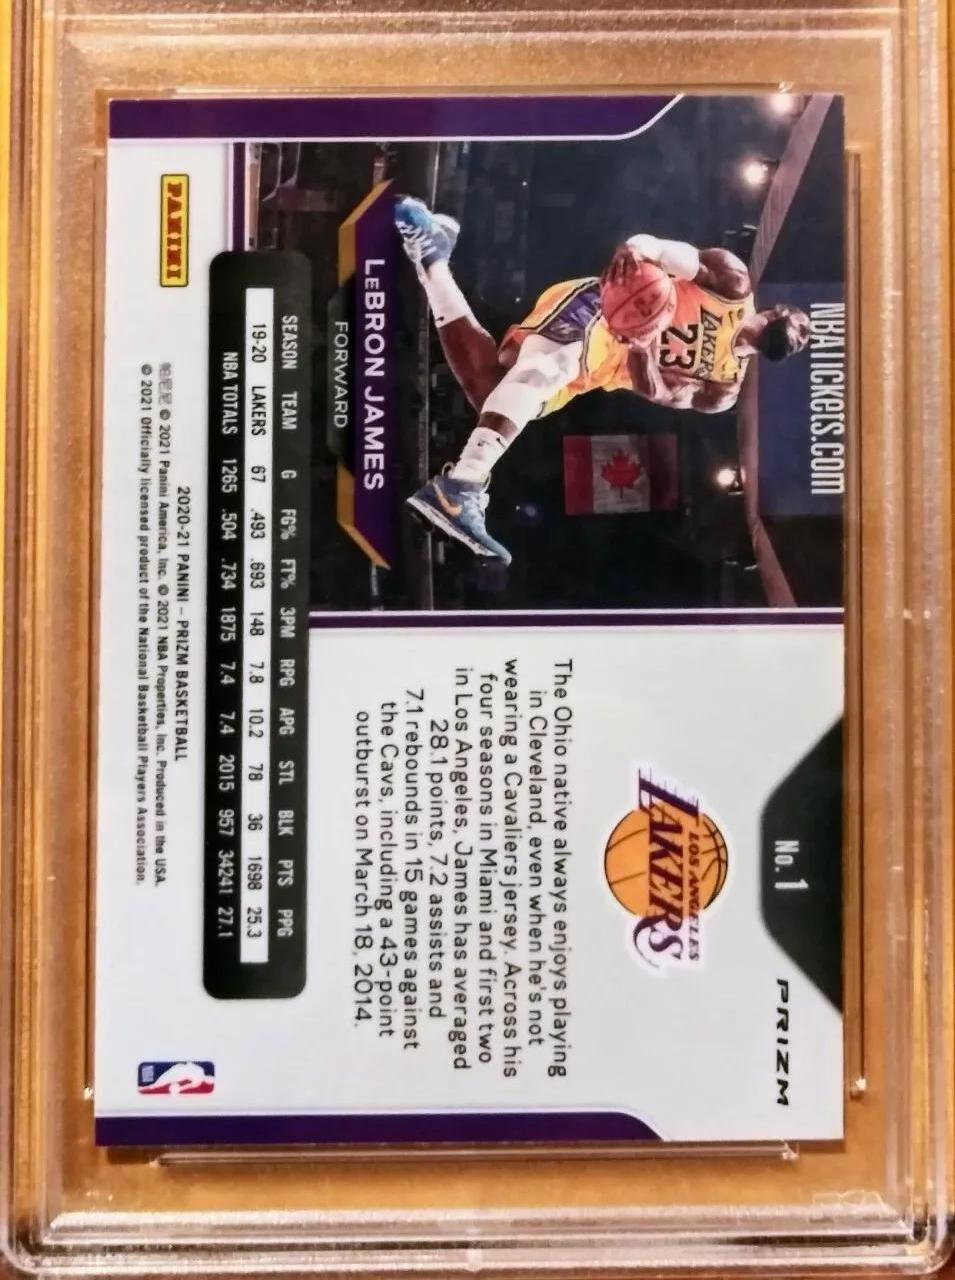 NBATICKETS.COM
LAKERS
23
LEBRON JAMES
FORWARD
No. 1
PRIZM
LOS ANGELES
LAKERS
The Ohio native always enjoys playing
in Cleveland, even when he's not
wearing a Cavaliers jersey. Across his
four seasons in Miami and first two
in Los Angeles, James has averaged
28.1 points, 7.2 assists and
7.1 rebounds in 15 games against
the Cavs, including a 43-point
outburst on March 18, 2014.
SEASON TEAM G FG% FT% 3PM RPG APG STL BLK PTS PPG
19-20 LAKERS 67 .493 .693 148 7.8 10.2 78 36 1698 25.3
NBA TOTALS 1265 .504 .734 1875 7.4 7.4 2015 957 34241 27.1
PANINI
2020-21 PANINI – PRIZM BASKETBALL
© 2021 Panini America, Inc. © 2021 NBA Properties, Inc. Produced in the USA.
© 2021 Officially licensed product of the National Basketball Players Association.
NBA
PSA